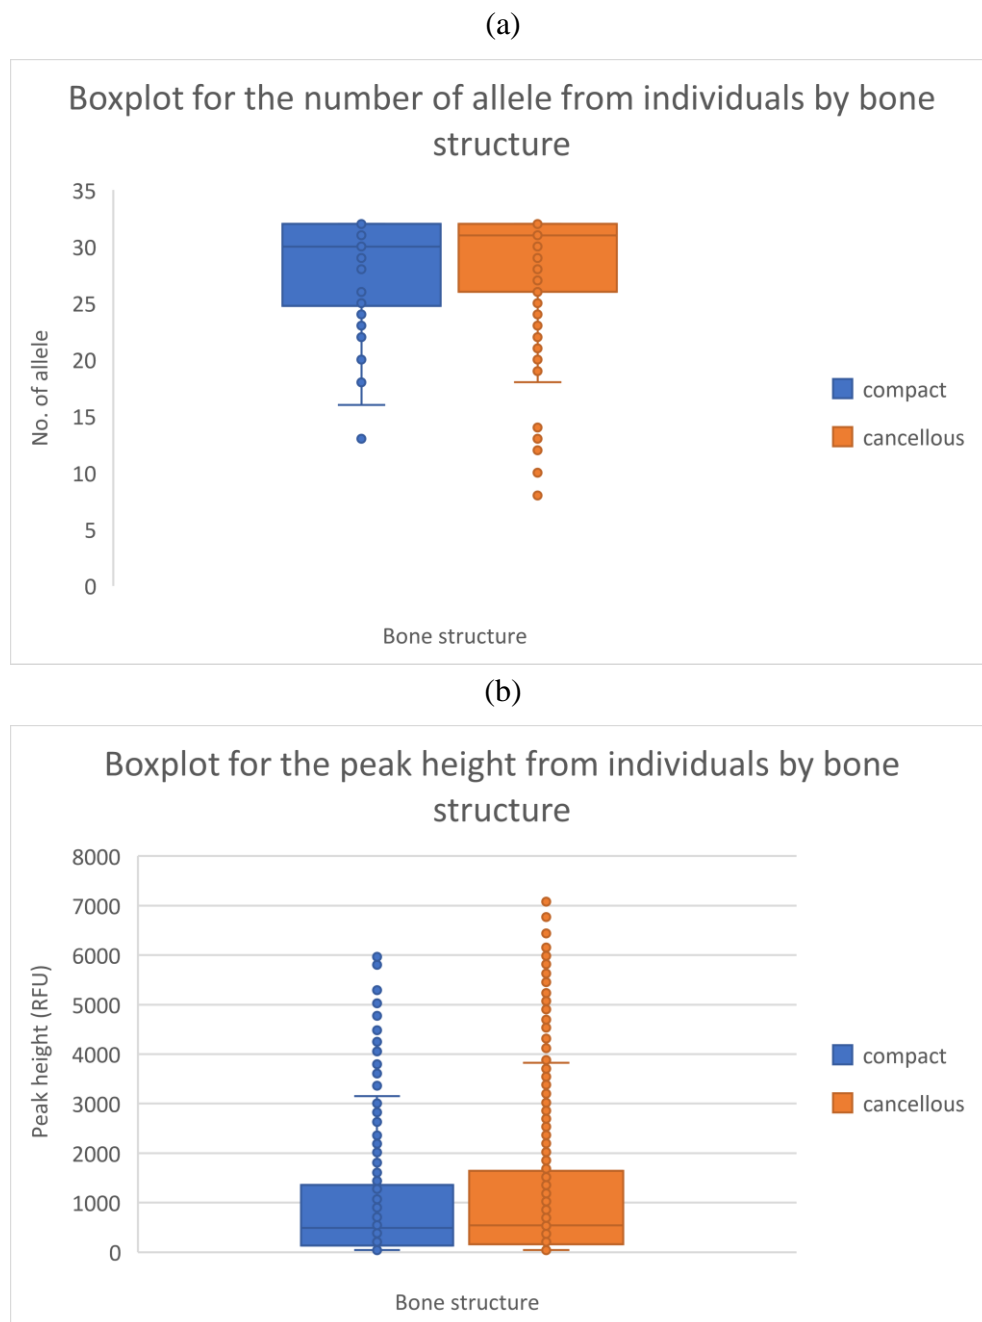 (a)
Boxplot for the number of allele from individuals by bone
structure
35
30
25
20
15
10
5
0
No. of allele
Bone structure
compact
cancellous
(b)
Boxplot for the peak height from individuals by bone
structure
8000
7000
6000
5000
4000
3000
2000
1000
0
Peak height (RFU)
Bone structure
compact
cancellous